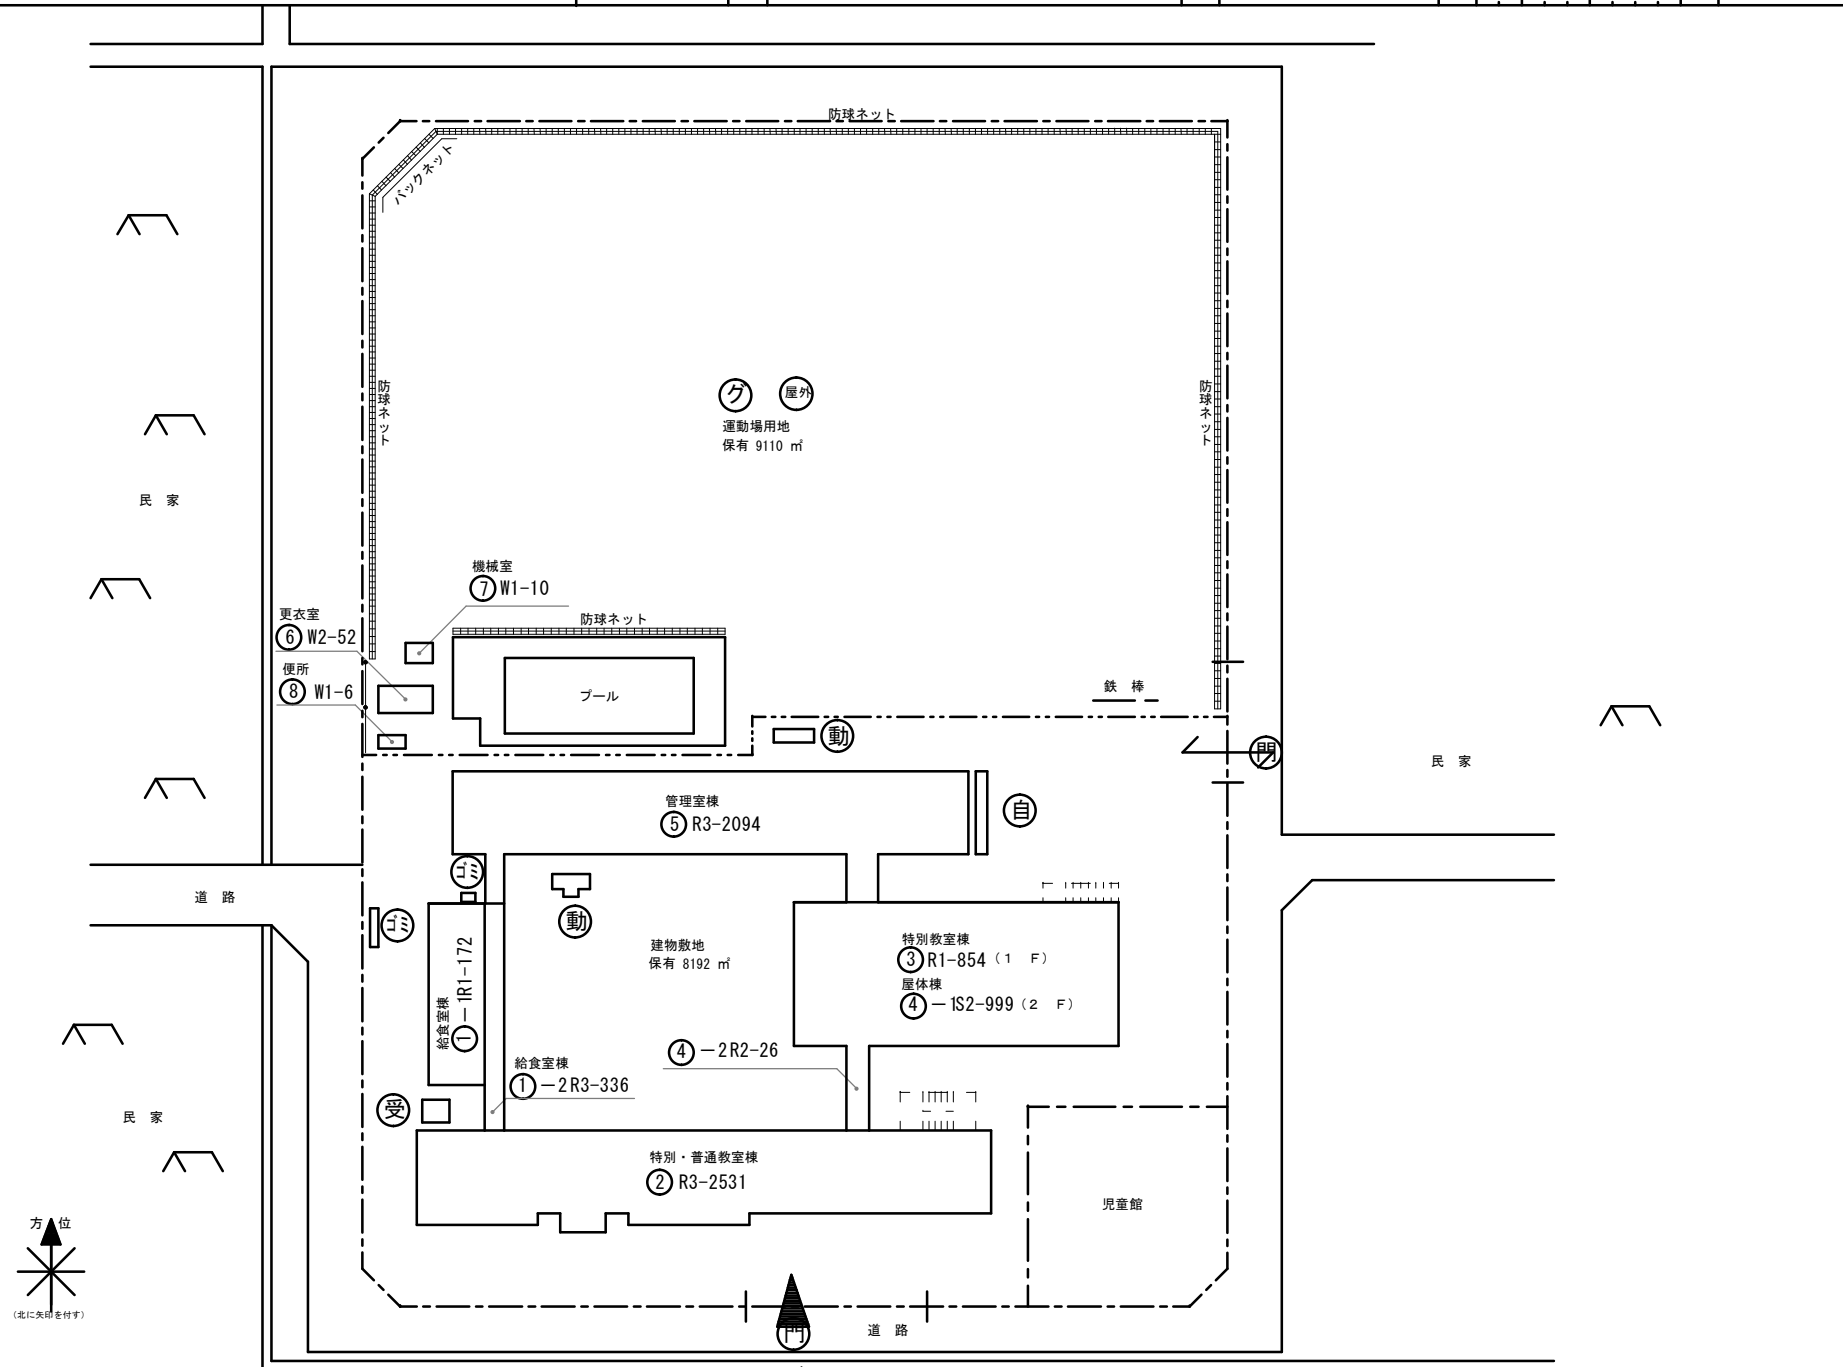 防球ネット
バックネット
防球ネット
防球ネット
グ 屋外
運動場用地
保有 9110 ㎡
民 家
機械室
⑦ W1-10
更衣室
⑥ W2-52
防球ネット
便所
⑧ W1-6
プール
鉄 棒
動
門
民 家
管理室棟
⑤ R3-2094
自
ゴミ
道 路
ゴミ
動
給食室棟
①－1R1-172
建物敷地
保有 8192 ㎡
特別教室棟
③ R1-854（1 F）
屋体棟
④－1S2-999（2 F）
④－2R2-26
給食室棟
①－2R3-336
受
民 家
特別・普通教室棟
② R3-2531
児童館
方 位
(北に矢印を付す)
門
道 路